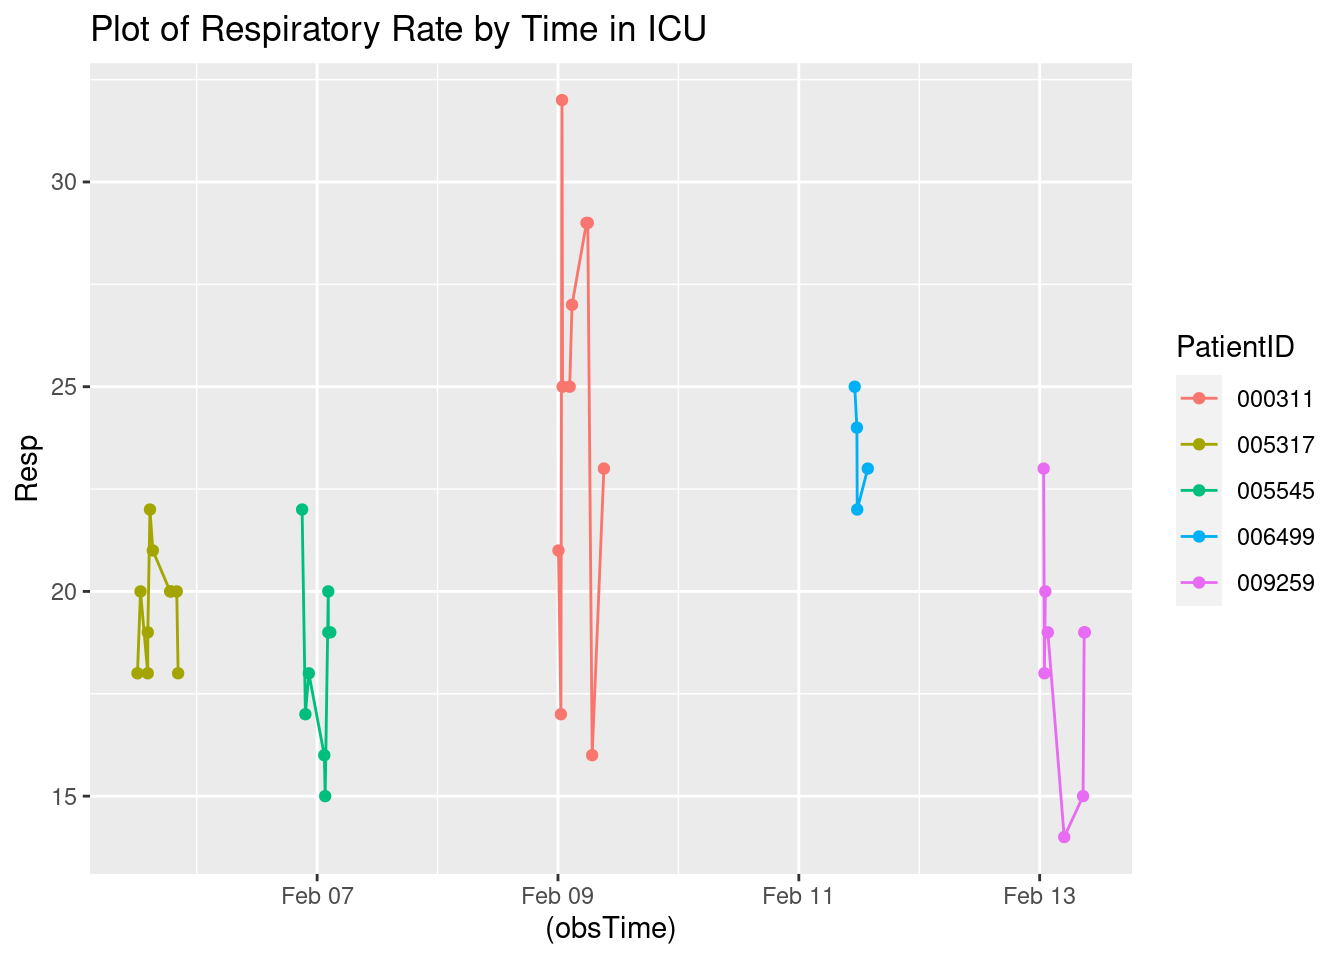 Plot of Respiratory Rate by Time in ICU
30
25
20
15
Resp
Feb 07 Feb 09 Feb 11 Feb 13
(obsTime)
PatientID
000311
005317
005545
006499
009259